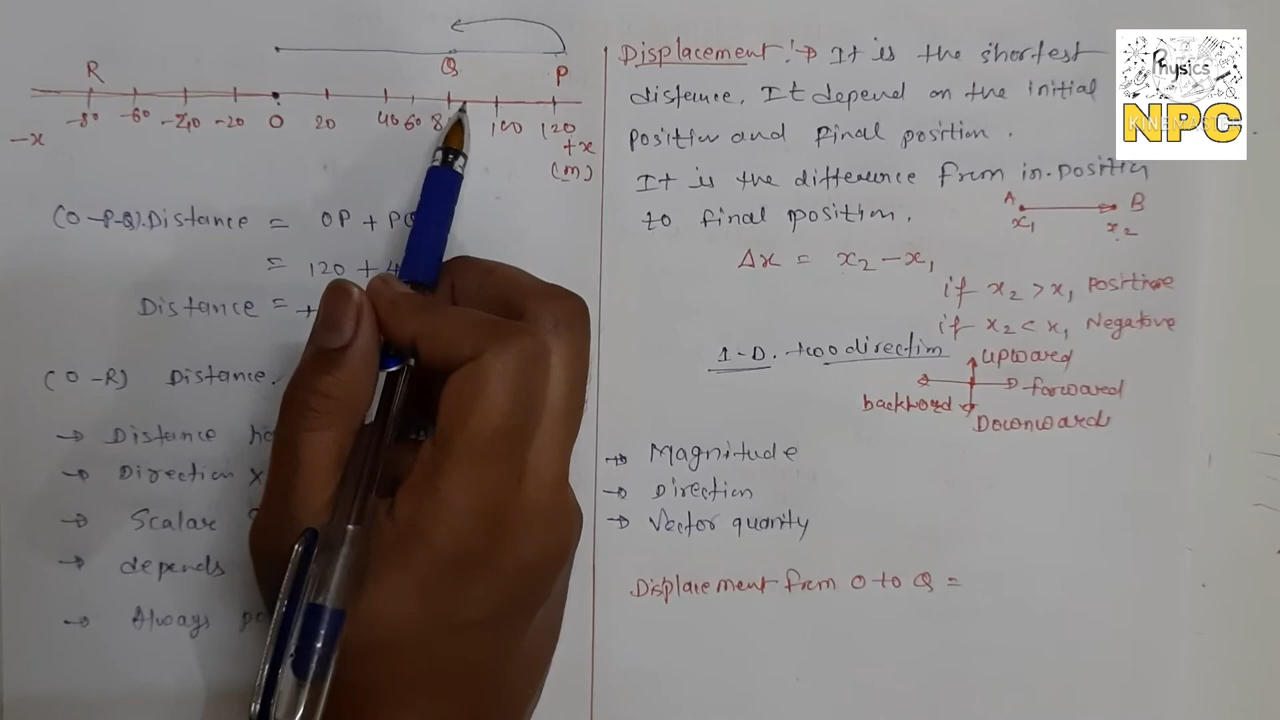 R Q P
-80 -60 -40 -20 0 20 40 60 8 100 120
-x +x
(m)
(O-P-Q). Distance = OP + PQ
= 120 + 4
Distance = +
(O-R) Distance.
→ Distance
→ Direction X
→ Scalar
→ depends
→ Always
Displacement :→ It is the shortest
distance. It depend on the initial
position and final position.
It is the difference from in. position
to final position.
A B
x₁ x₂
Δx = x₂ - x₁
if x₂ > x₁ Positive
if x₂ < x₁ Negative
1-D. two direction
upward
forward
backward
Downward
→ Magnitude
→ Direction
→ Vector quantity
Displacement from O to Q =
Physics
NPC
KINEMASTER